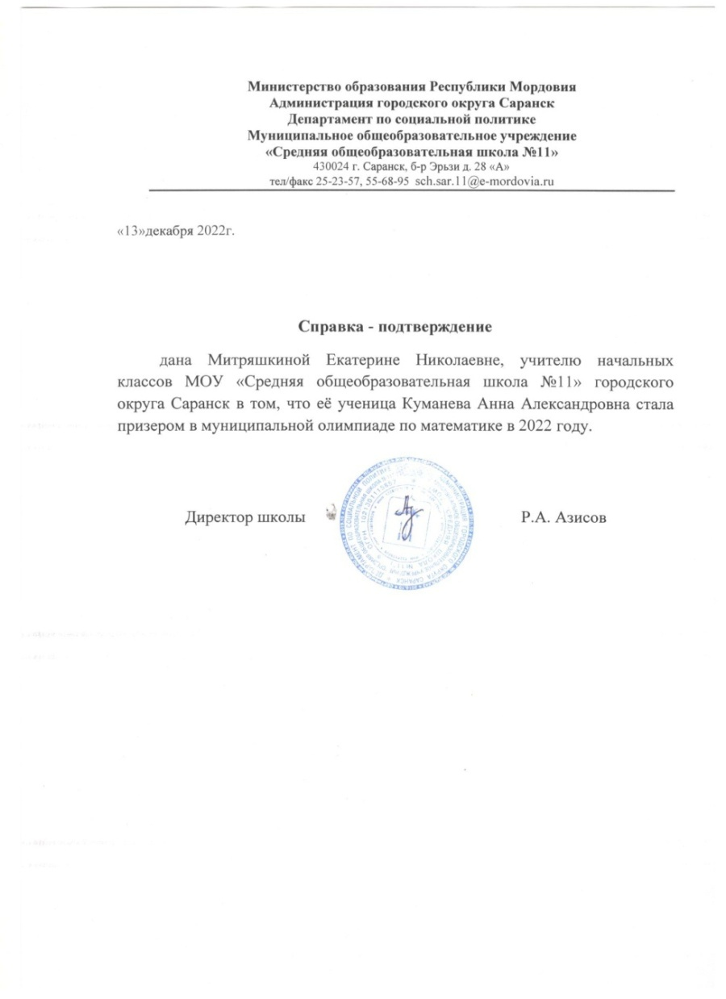 Министерство образования Республики Мордовия
Администрация городского округа Саранск
Департамент по социальной политике
Муниципальное общеобразовательное учреждение
«Средняя общеобразовательная школа №11»
430024 г. Саранск, б-р Эрьзи д. 28 «А»
тел/факс 25-23-57, 55-68-95 sch.sar.11@e-mordovia.ru
«13»декабря 2022г.
Справка - подтверждение
дана Митряшкиной Екатерине Николаевне, учителю начальных
классов МОУ «Средняя общеобразовательная школа №11» городского
округа Саранск в том, что её ученица Куманева Анна Александровна стала
призером в муниципальной олимпиаде по математике в 2022 году.
Директор школы Р.А. Азисов